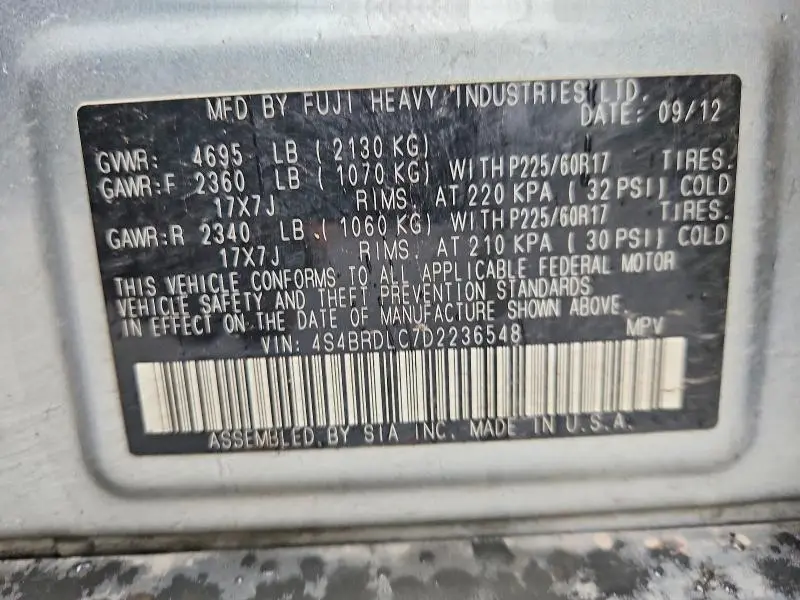 MFD BY FUJI HEAVY INDUSTRIES LTD.
DATE: 09/12
GVWR: 4695 LB (2130 KG)
GAWR:F 2360 LB (1070 KG) WITH P225/60R17 TIRES.
17X7J RIMS. AT 220 KPA (32 PSI) COLD
GAWR:R 2340 LB (1060 KG) WITH P225/60R17 TIRES.
17X7J RIMS. AT 210 KPA (30 PSI) COLD
THIS VEHICLE CONFORMS TO ALL APPLICABLE FEDERAL MOTOR
VEHICLE SAFETY AND THEFT PREVENTION STANDARDS
IN EFFECT ON THE DATE OF MANUFACTURE SHOWN ABOVE.
VIN: 4S4BRDLC7D2236548 MPV
ASSEMBLED BY SIA INC. MADE IN U.S.A.